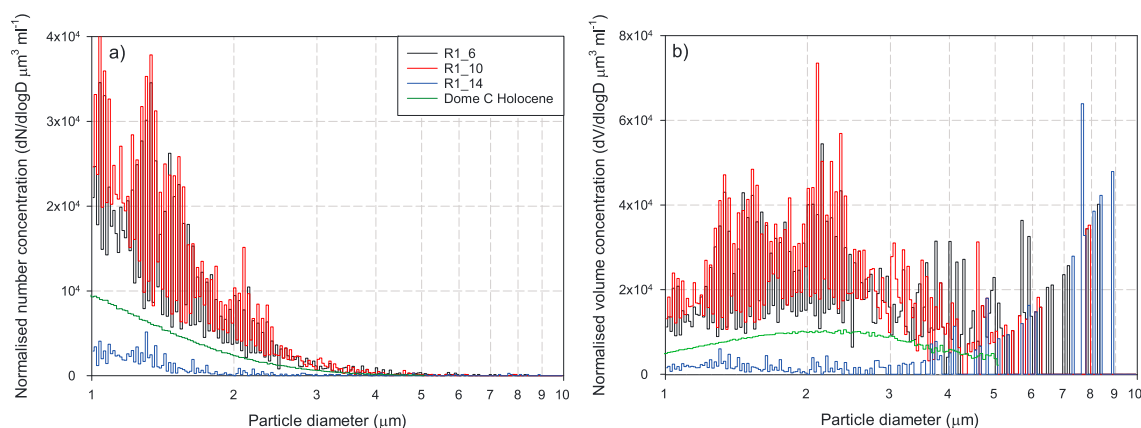 a)
R1_6
R1_10
R1_14
Dome C Holocene
Normalised number concentration (dN/dlogD μm³ ml⁻¹)
4x10⁴
4x10⁴
2x10⁴
10⁴
0
1
2
3
4
5
6
7
8
9
10
Particle diameter (μm)
b)
Normalised volume concentration (dV/dlogD μm³ ml⁻¹)
8x10⁴
6x10⁴
4x10⁴
2x10⁴
0
1
2
3
4
5
6
7
8
9
10
Particle diameter (μm)